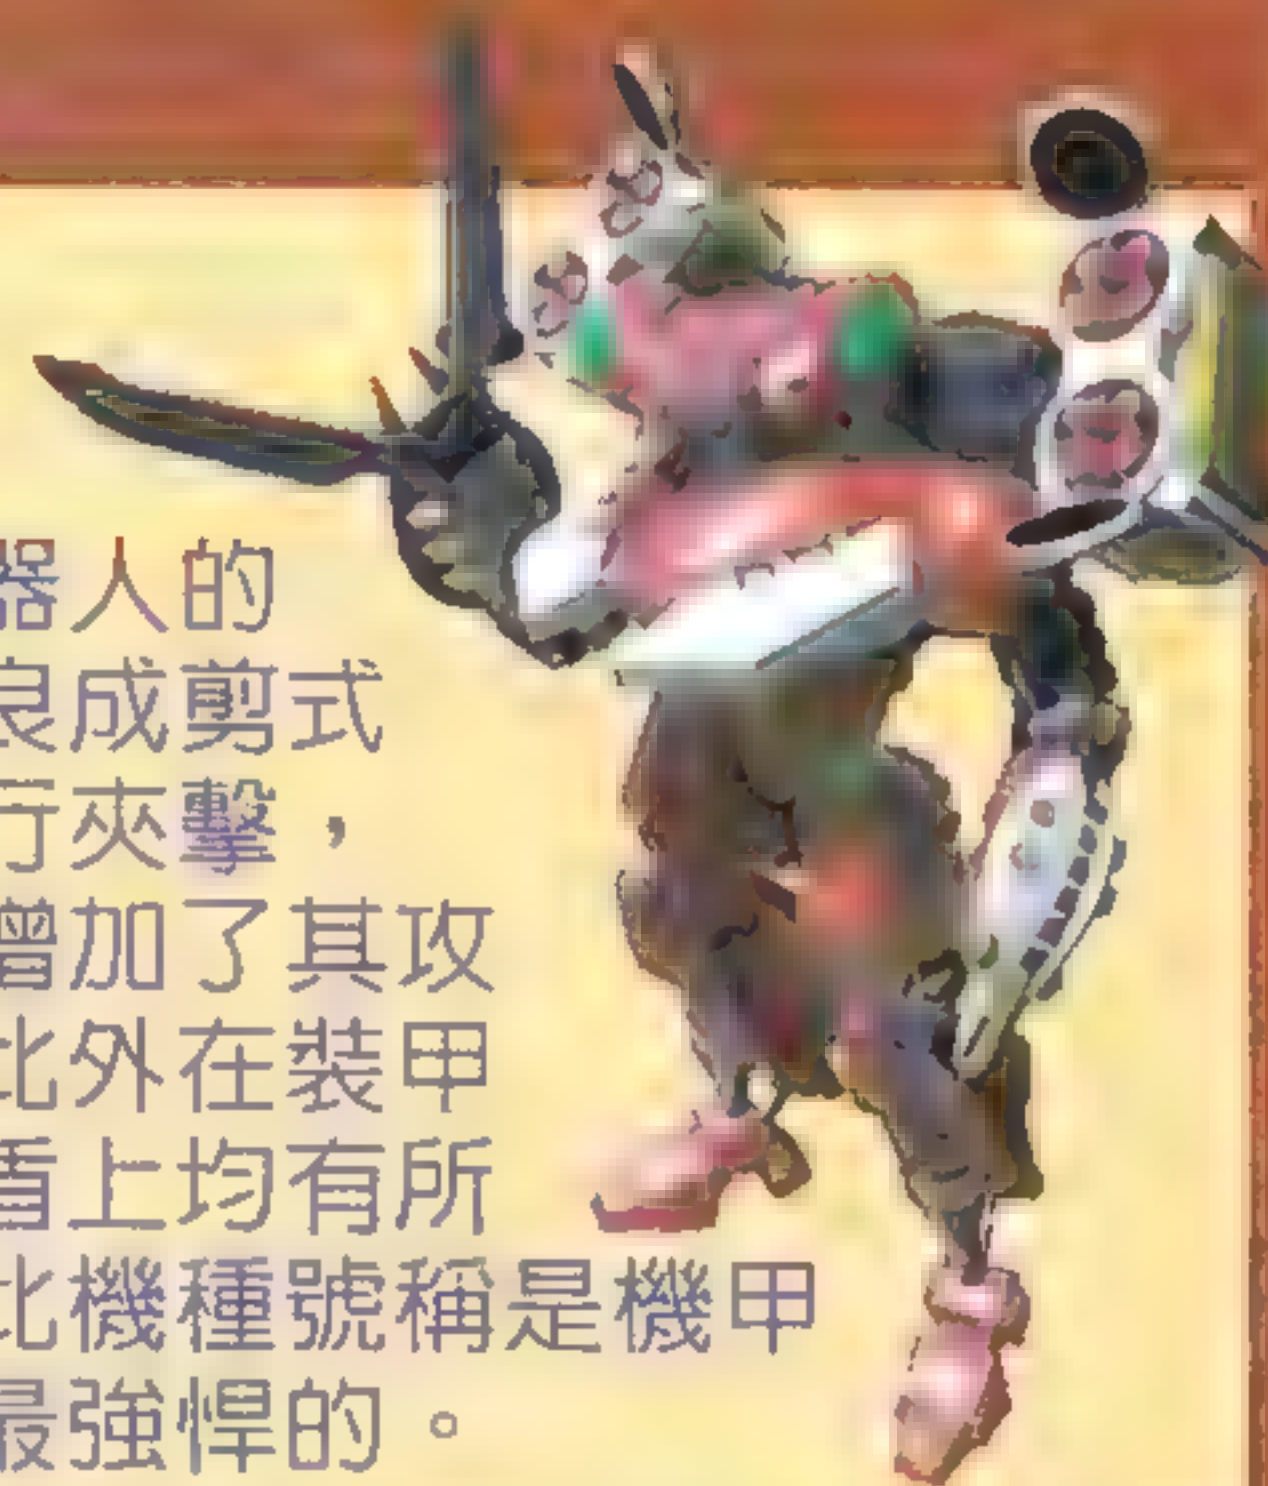 器人的
良成剪式
行夾擊，
增加了其攻
此外在裝甲
盾上均有所
此機種號稱是機甲
最強悍的。